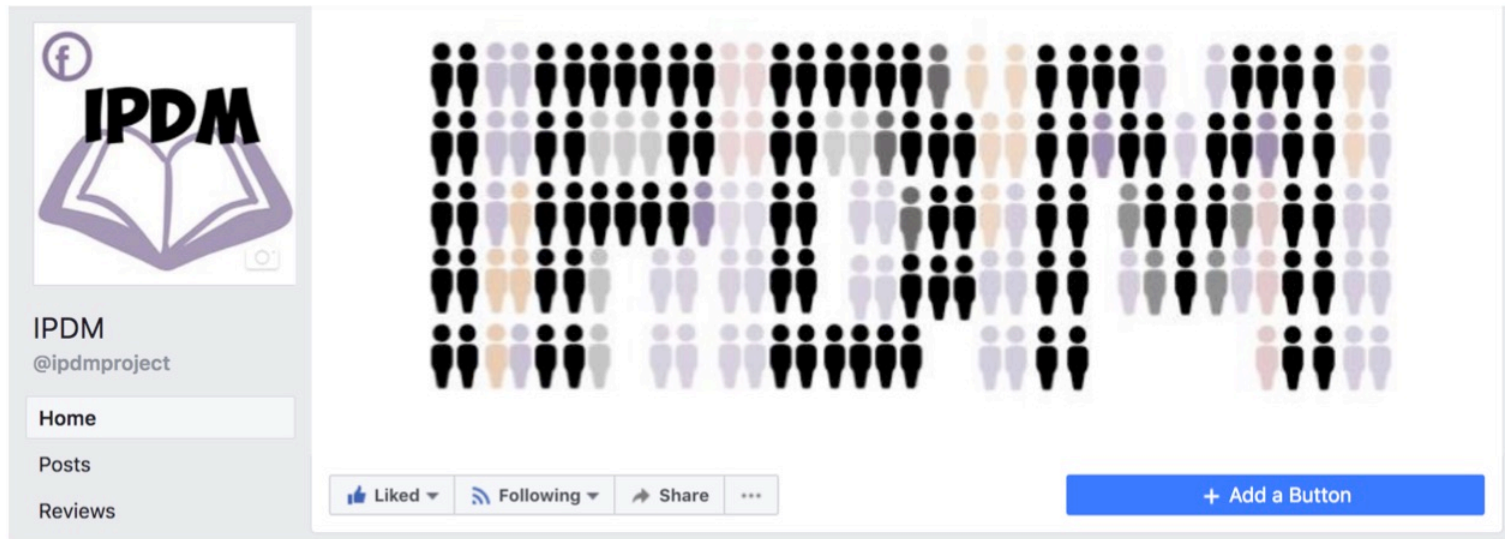 f
IPDM
IPDM
@ipdmproject
Home
Posts
Reviews
IPDM
Liked
Following
Share
...
+ Add a Button